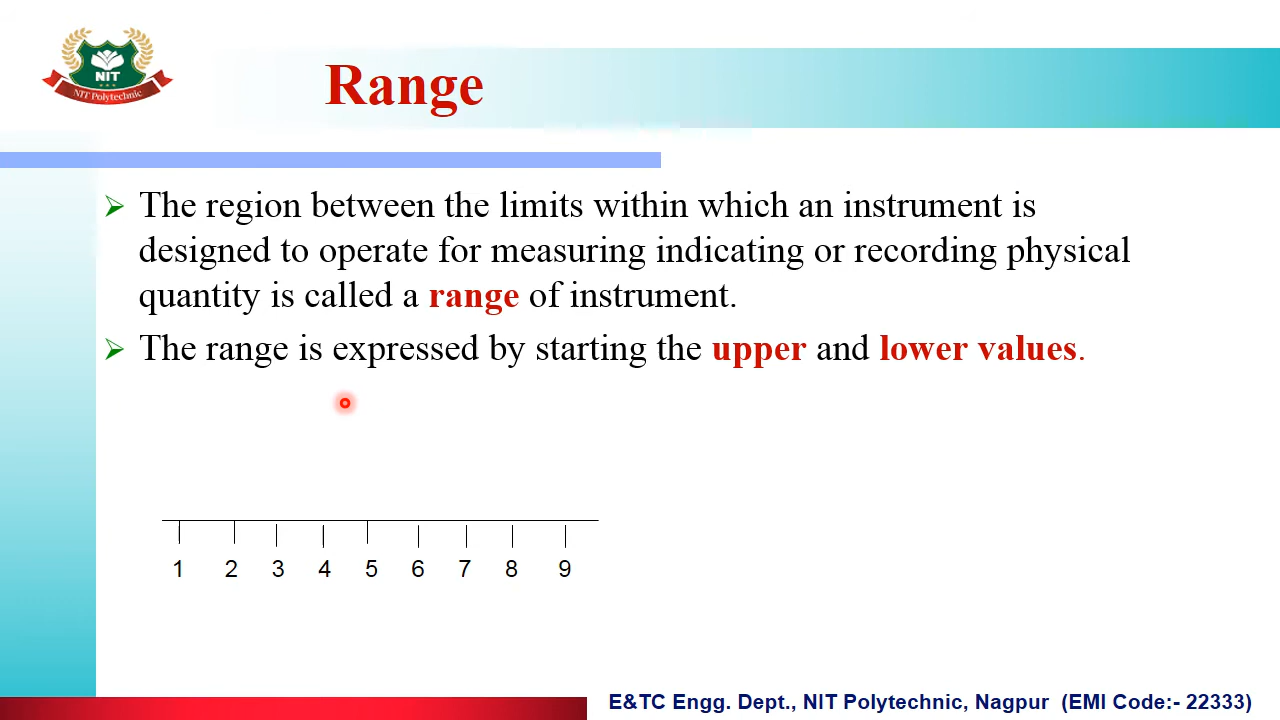 NIT
NIT Polytechnic
Range
The region between the limits within which an instrument is
designed to operate for measuring indicating or recording physical
quantity is called a range of instrument.
The range is expressed by starting the upper and lower values.
1 2 3 4 5 6 7 8 9
E&TC Engg. Dept., NIT Polytechnic, Nagpur (EMI Code:- 22333)